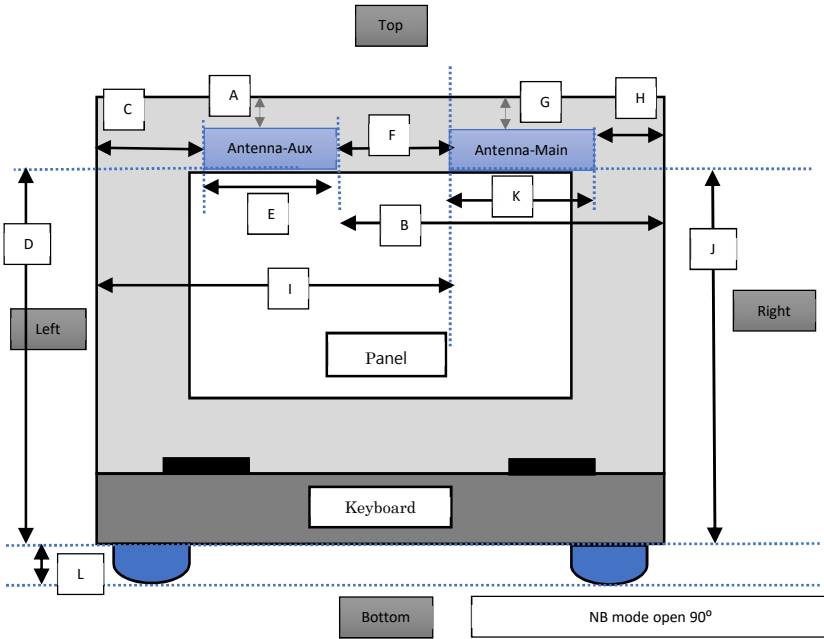 Top
A
G
H
C
F
Antenna-Aux
Antenna-Main
E
K
B
D
J
I
Left
Right
Panel
Keyboard
L
Bottom
NB mode open 90º